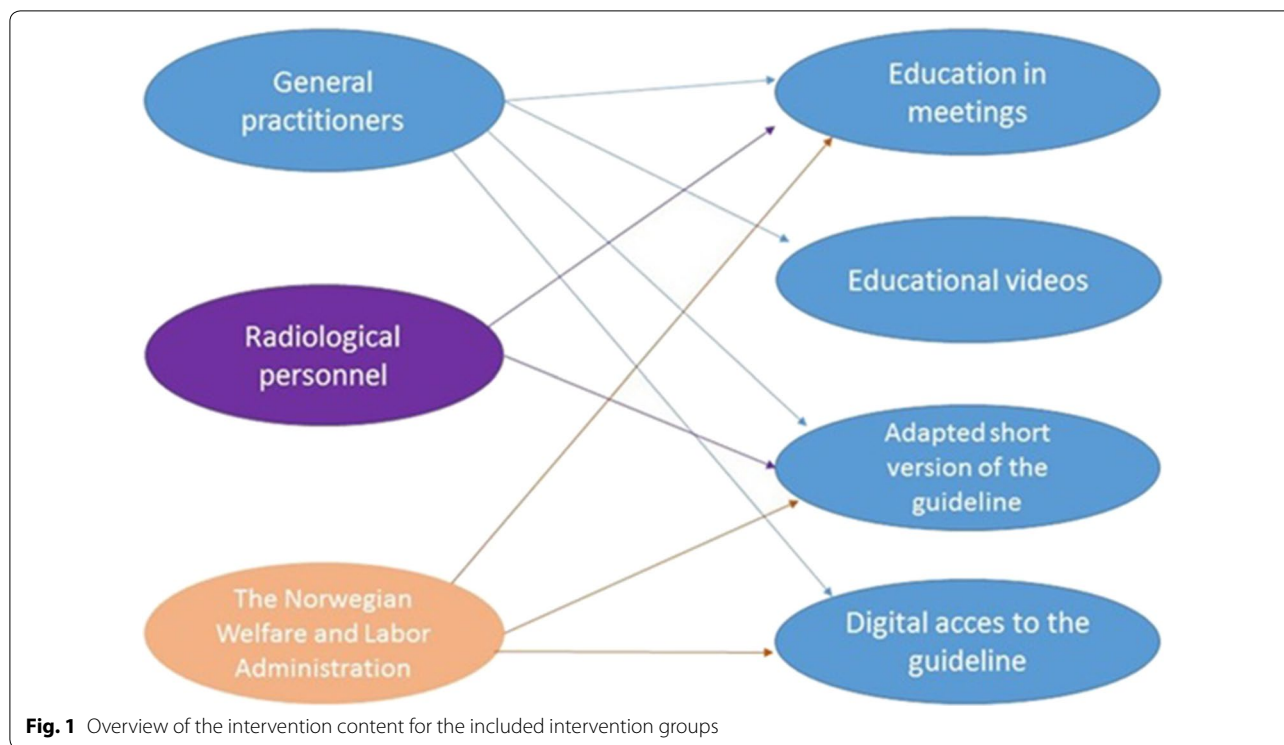 General
practitioners
Radiological
personnel
The Norwegian
Welfare and Labor
Administration
Education in
meetings
Educational videos
Adapted short
version of the
guideline
Digital acces to the
guideline
Fig. 1 Overview of the intervention content for the included intervention groups